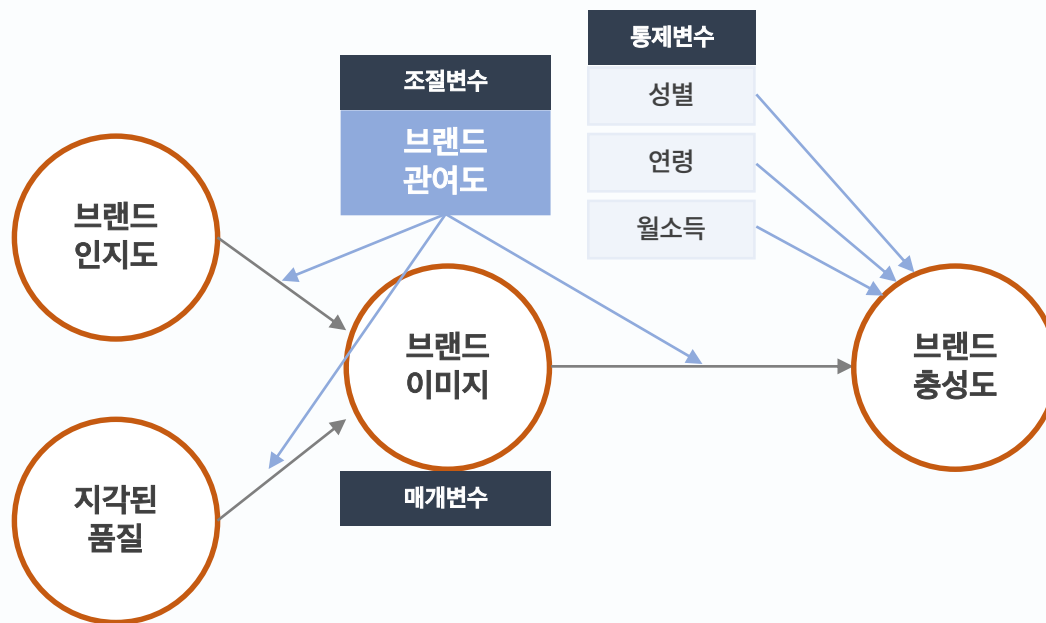 통제변수
성별
연령
월소득
조절변수
브랜드
관여도
브랜드
인지도
브랜드
이미지
브랜드
충성도
매개변수
지각된
품질